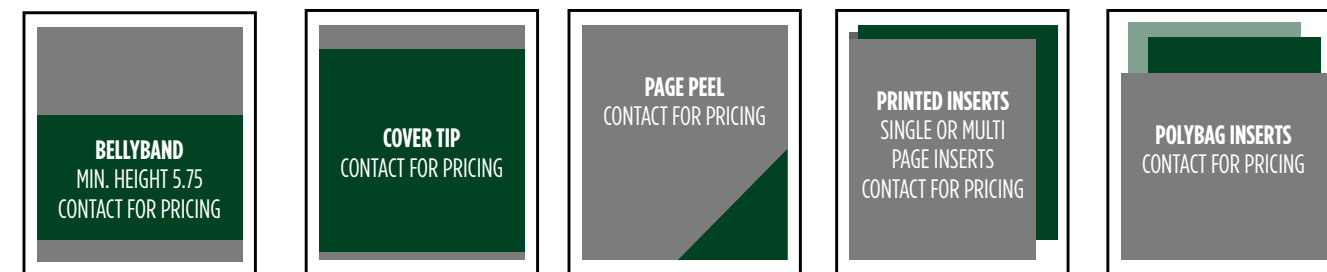 BELLYBAND
MIN. HEIGHT 5.75
CONTACT FOR PRICING
COVER TIP
CONTACT FOR PRICING
PAGE PEEL
CONTACT FOR PRICING
PRINTED INSERTS
SINGLE OR MULTI
PAGE INSERTS
CONTACT FOR PRICING
POLYBAG INSERTS
CONTACT FOR PRICING